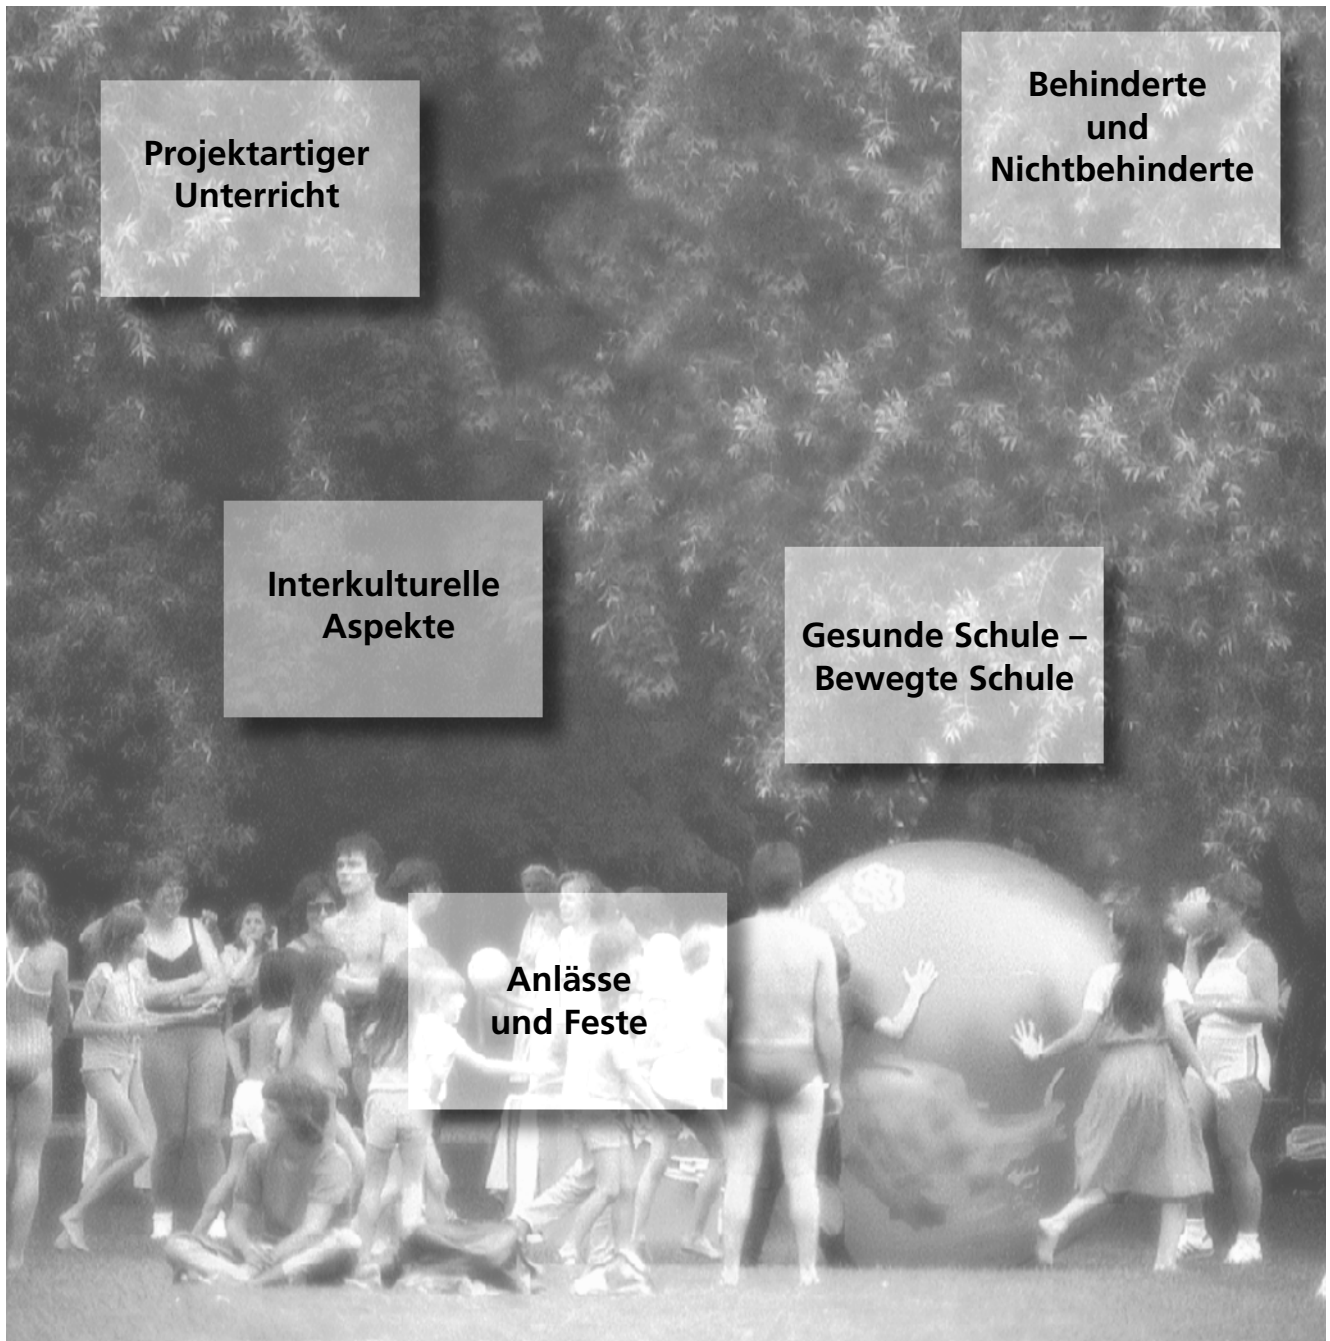 Projektartiger
Unterricht
Behinderte
und
Nichtbehinderte
Interkulturelle
Aspekte
Gesunde Schule –
Bewegte Schule
Anlässe
und Feste